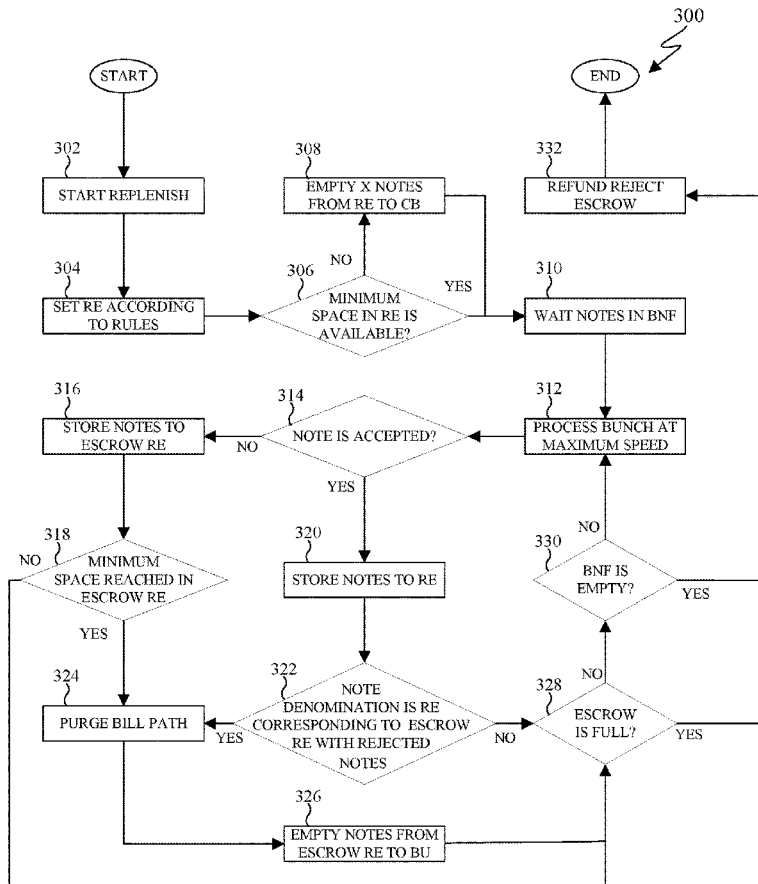 300
START
END
302
START REPLENISH
308
EMPTY X NOTES
FROM RE TO CB
332
REFUND REJECT
ESCROW
304
SET RE ACCORDING
TO RULES
NO
306
MINIMUM
SPACE IN RE IS
AVAILABLE?
YES
310
WAIT NOTES IN BNF
316
STORE NOTES TO
ESCROW RE
NO
314
NOTE IS ACCEPTED?
YES
312
PROCESS BUNCH AT
MAXIMUM SPEED
NO
318
MINIMUM
SPACE REACHED IN
ESCROW RE
YES
320
STORE NOTES TO RE
NO
330
BNF IS
EMPTY?
YES
324
PURGE BILL PATH
YES
322
NOTE
DENOMINATION IS RE
CORRESPONDING TO ESCROW
RE WITH REJECTED
NOTES
NO
NO
328
ESCROW
IS FULL?
YES
326
EMPTY NOTES FROM
ESCROW RE TO BU